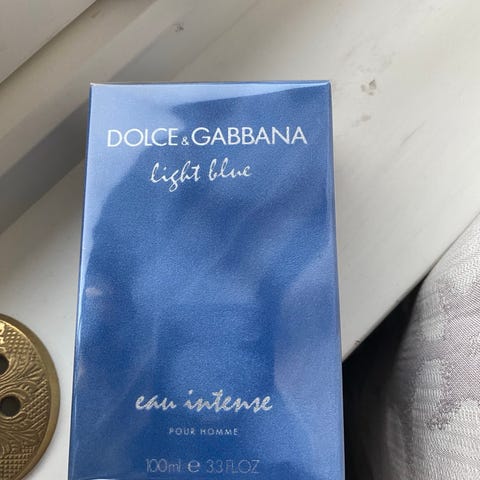 DOLCE & GABBANA
light blue
eau intense
POUR HOMME
100ml e 3.3 FL.OZ